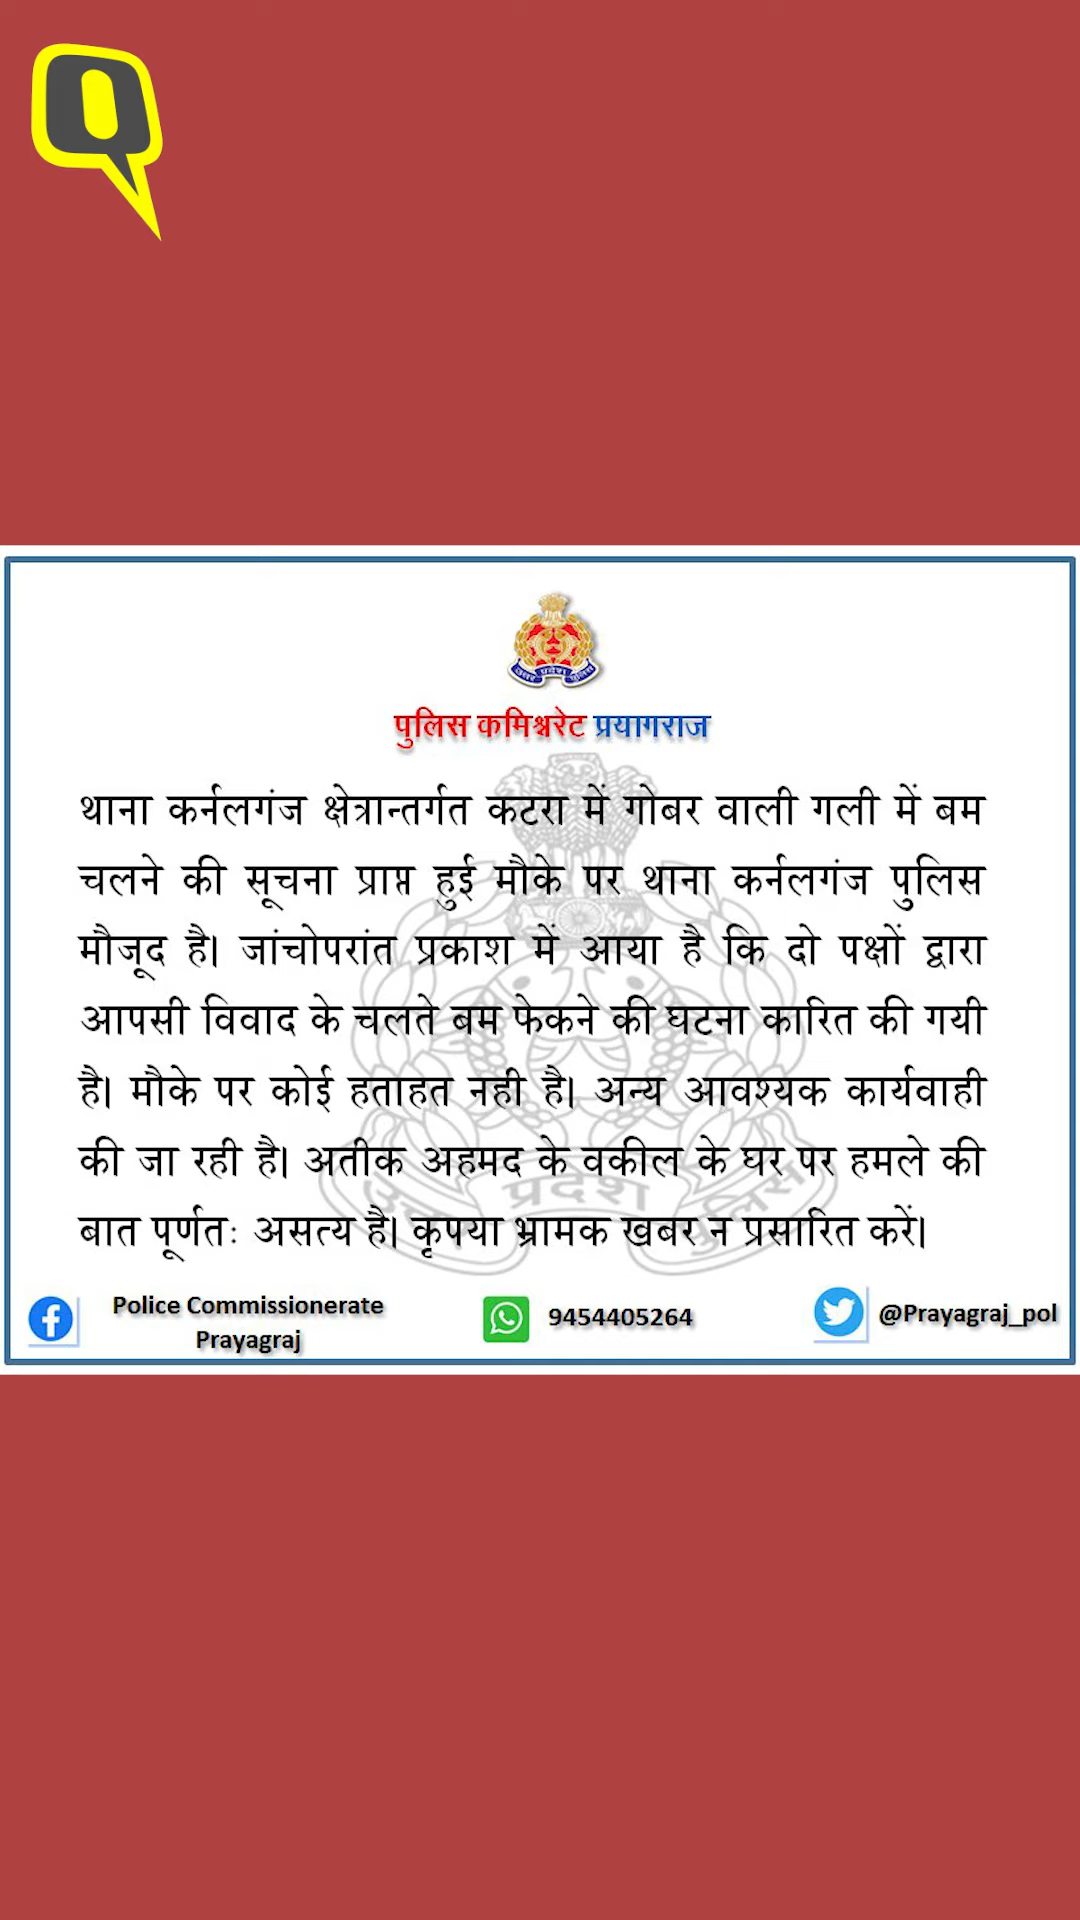 पुलिस कमिश्नरेट प्रयागराज
थाना कर्नलगंज क्षेत्रान्तर्गत कटरा में गोबर वाली गली में बम
चलने की सूचना प्राप्त हुई मौके पर थाना कर्नलगंज पुलिस
मौजूद है। जांचोपरांत प्रकाश में आया है कि दो पक्षों द्वारा
आपसी विवाद के चलते बम फेकने की घटना कारित की गयी
है। मौके पर कोई हताहत नही है। अन्य आवश्यक कार्यवाही
की जा रही है। अतीक अहमद के वकील के घर पर हमले की
बात पूर्णतः असत्य है। कृपया भ्रामक खबर न प्रसारित करें।
Police Commissionerate
Prayagraj
9454405264
@Prayagraj_pol